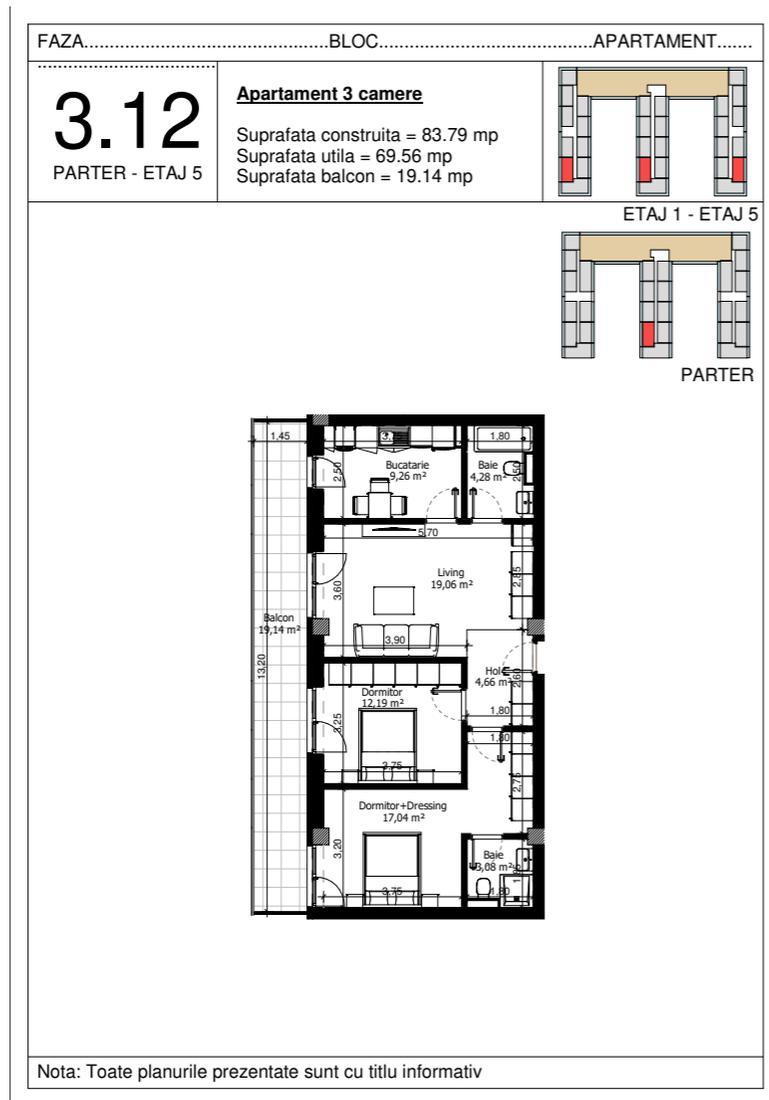 FAZA..............................................BLOC........................................APARTAMENT.......
3.12
PARTER - ETAJ 5
Apartament 3 camere
Suprafata construita = 83.79 mp
Suprafata utila = 69.56 mp
Suprafata balcon = 19.14 mp
ETAJ 1 - ETAJ 5
PARTER
1,45
1,80
Bucatarie
9,26 m²
2,50
Baie
4,28 m²
2,50
5,70
Living
19,06 m²
2,85
3,60
Balcon
19,14 m²
13,20
3,90
Hol
4,66 m²
2,60
1,80
Dormitor
12,19 m²
3,25
3,75
1,80
2,75
Dormitor+Dressing
17,04 m²
3,20
3,75
Baie
3,08 m²
1,80
Nota: Toate planurile prezentate sunt cu titlu informativ